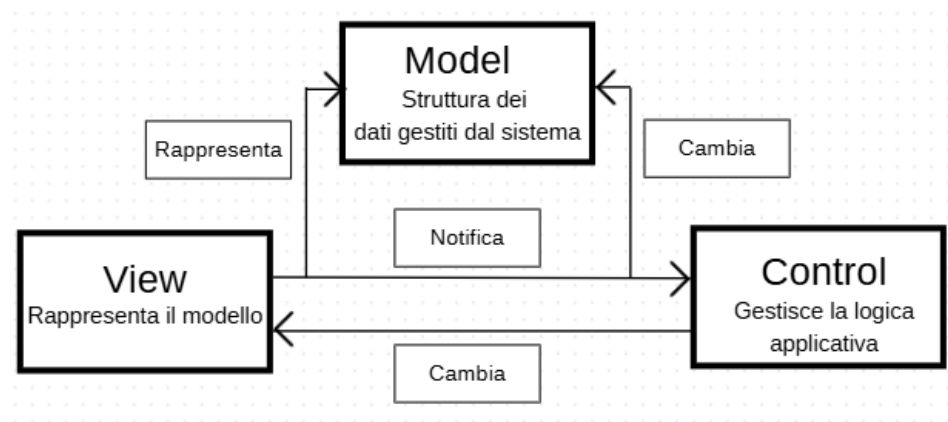 Model
Struttura dei
dati gestiti dal sistema
Rappresenta
Cambia
Notifica
View
Rappresenta il modello
Control
Gestisce la logica
applicativa
Cambia